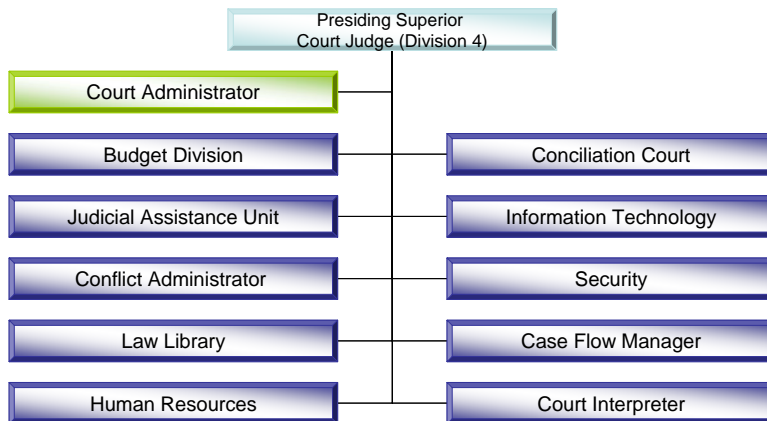 Presiding Superior
Court Judge (Division 4)
Court Administrator
Budget Division
Conciliation Court
Judicial Assistance Unit
Information Technology
Conflict Administrator
Security
Law Library
Case Flow Manager
Human Resources
Court Interpreter